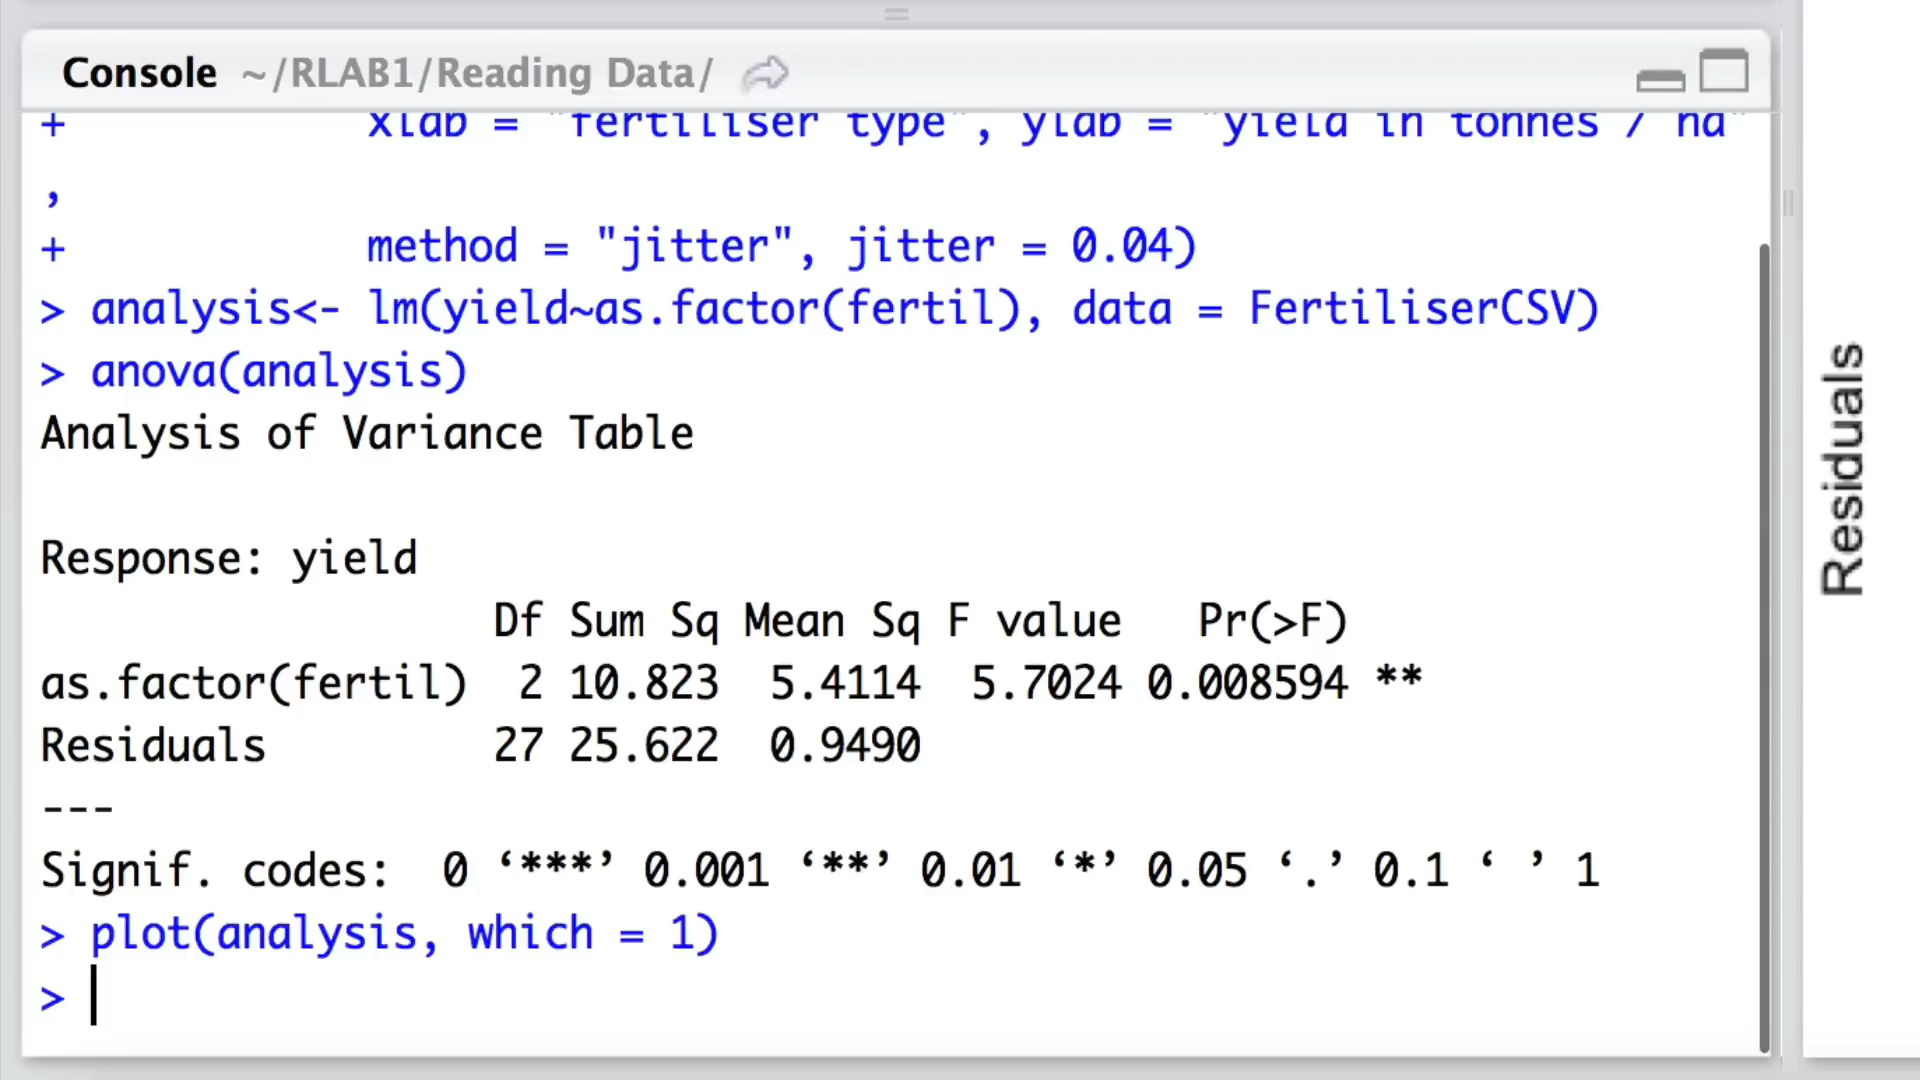 Console ~/RLAB1/Reading Data/
+ xlab = "fertiliser type", ylab = "yield in tonnes / ha"
,
+ method = "jitter", jitter = 0.04)
> analysis<- lm(yield~as.factor(fertil), data = FertiliserCSV)
> anova(analysis)
Analysis of Variance Table
Response: yield
Df Sum Sq Mean Sq F value Pr(>F)
as.factor(fertil) 2 10.823 5.4114 5.7024 0.008594 **
Residuals 27 25.622 0.9490
---
Signif. codes: 0 ‘***’ 0.001 ‘**’ 0.01 ‘*’ 0.05 ‘.’ 0.1 ‘ ’ 1
> plot(analysis, which = 1)
>
Residuals